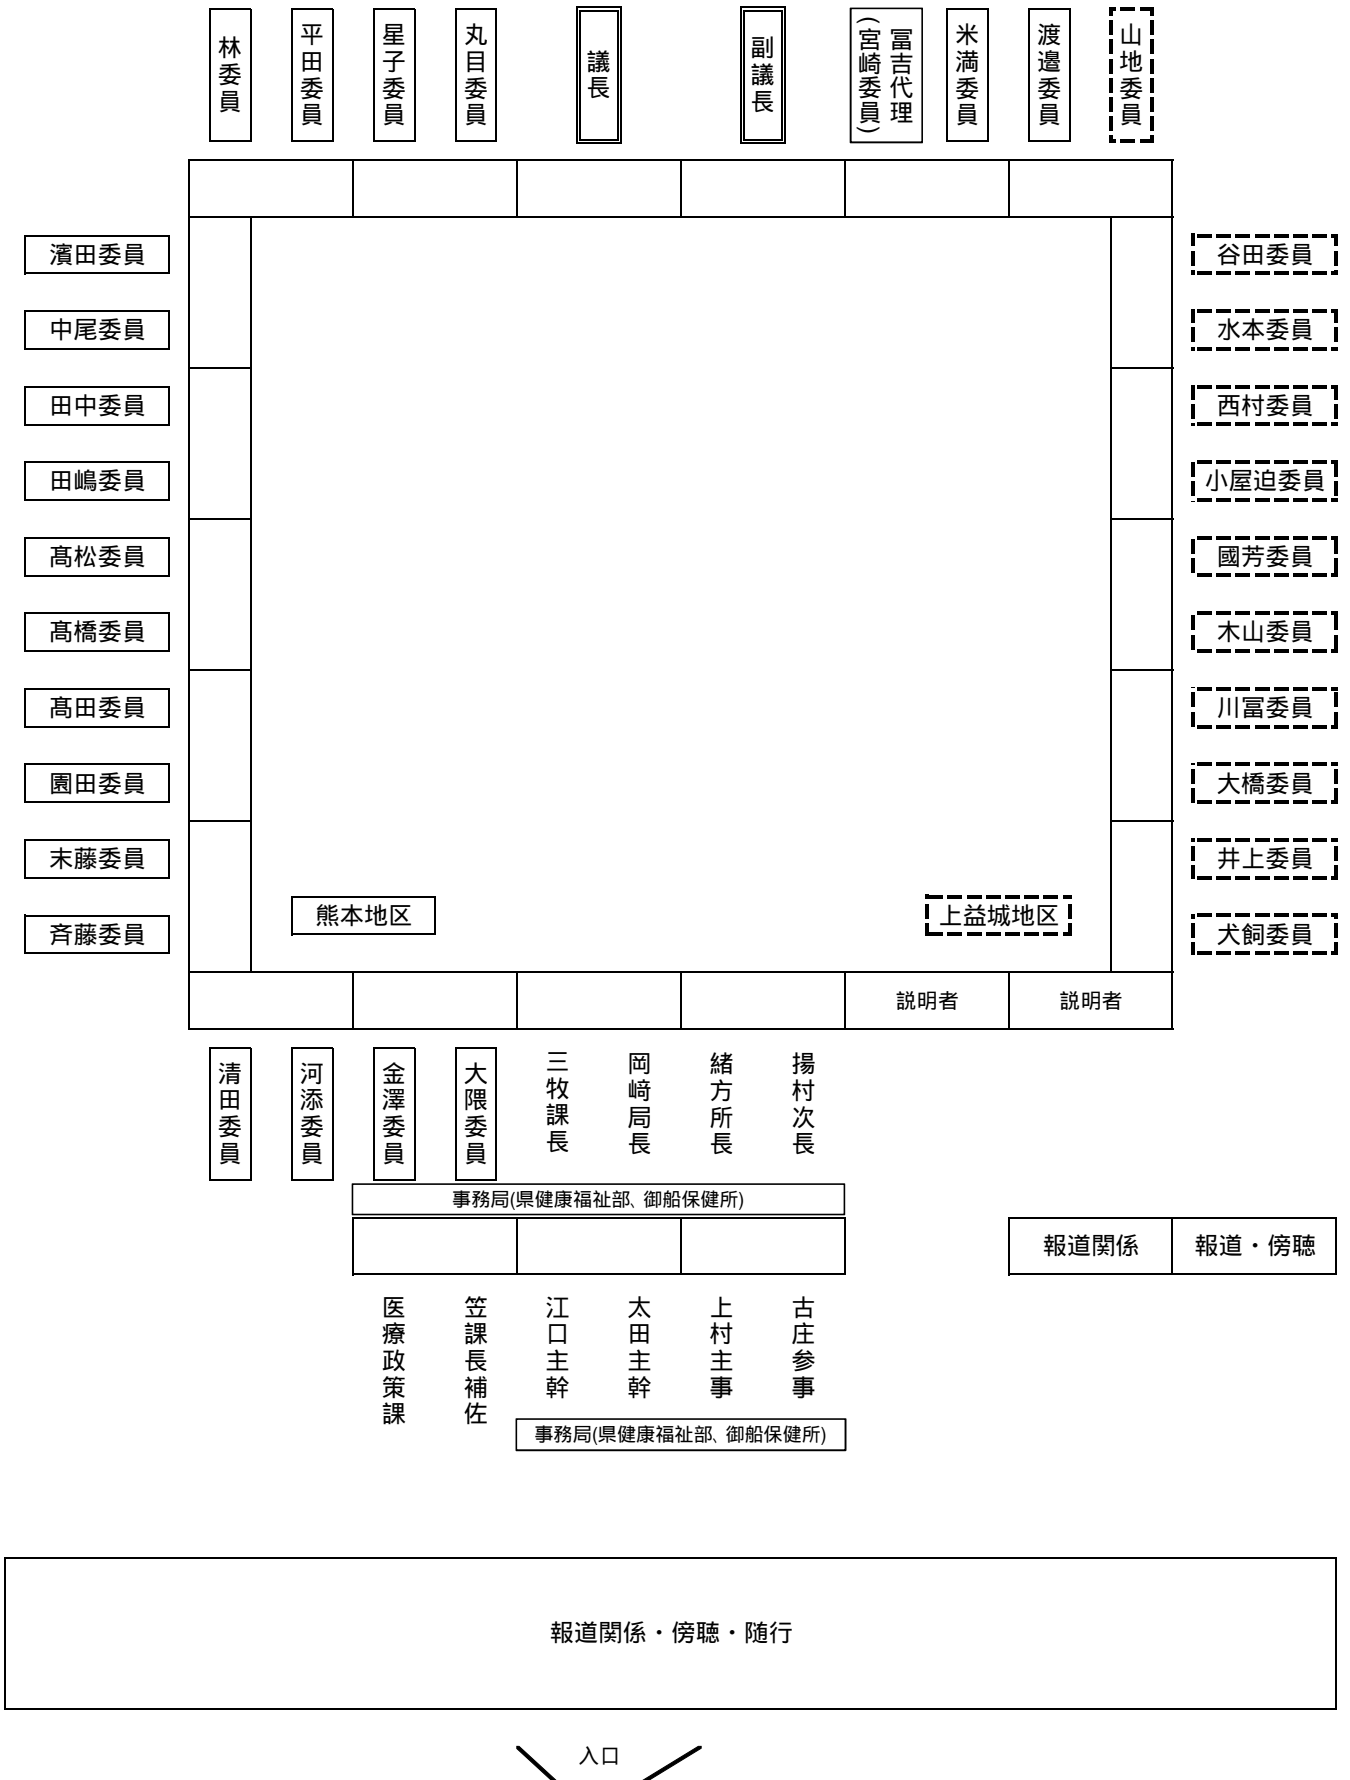 林委員
平田委員
星子委員
丸目委員
議長
副議長
冨吉代理
(宮崎委員)
米満委員
渡邉委員
山地委員
濱田委員
中尾委員
田中委員
田嶋委員
髙松委員
髙橋委員
髙田委員
園田委員
末藤委員
斉藤委員
谷田委員
水本委員
西村委員
小屋迫委員
國芳委員
木山委員
川冨委員
大橋委員
井上委員
犬飼委員
熊本地区
上益城地区
説明者
説明者
清田委員
河添委員
金澤委員
大隈委員
三牧課長
岡﨑局長
緒方所長
揚村次長
事務局(県健康福祉部、御船保健所)
報道関係
報道・傍聴
医療政策課
笠課長補佐
江口主幹
太田主幹
上村主事
古庄参事
事務局(県健康福祉部、御船保健所)
報道関係・傍聴・随行
入口